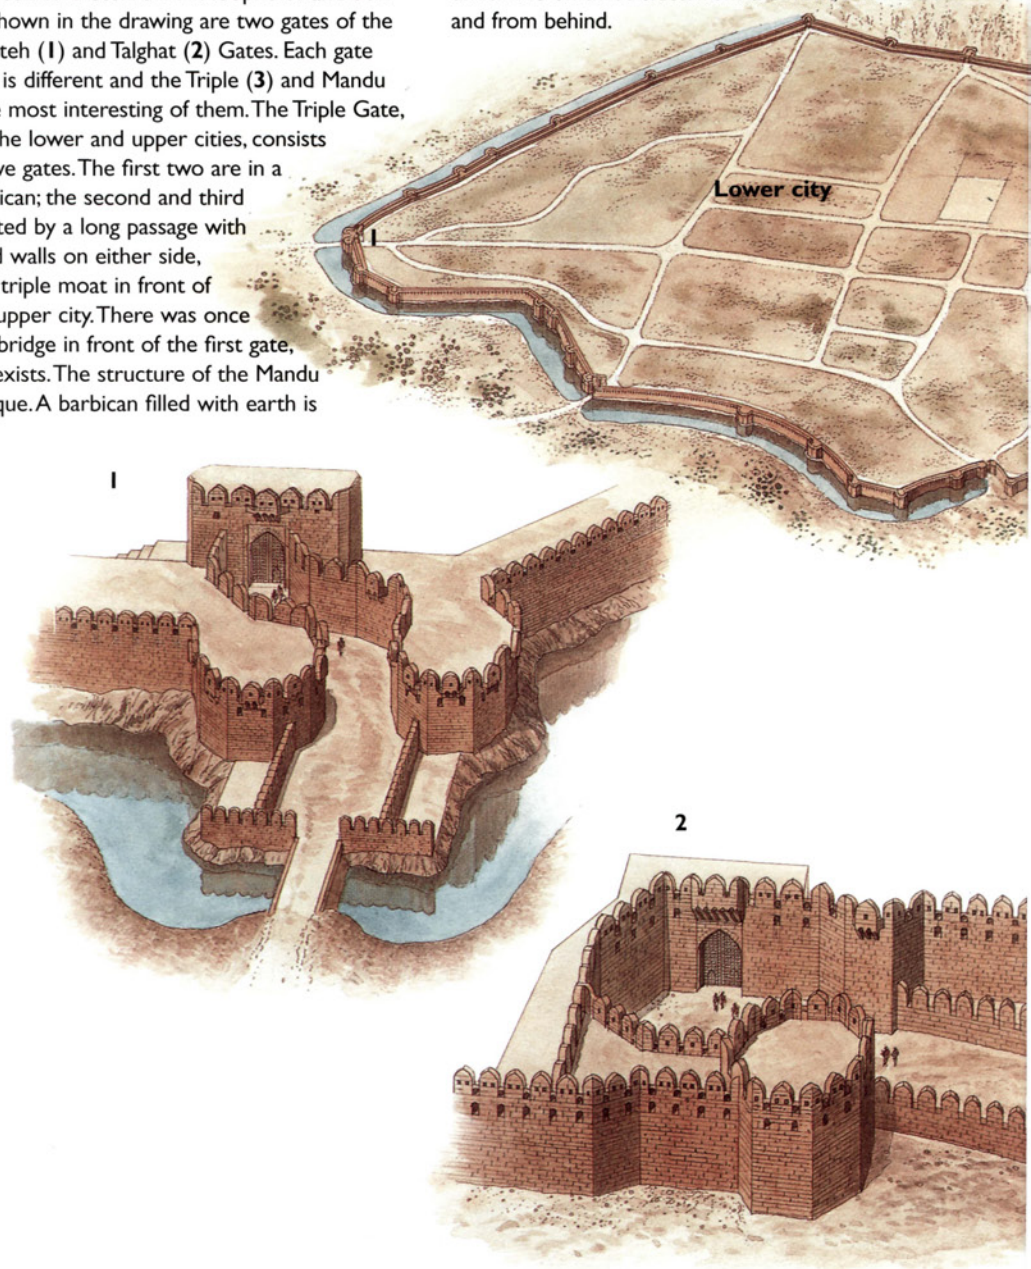 hown in the drawing are two gates of the
teh (1) and Talghat (2) Gates. Each gate
is different and the Triple (3) and Mandu
most interesting of them. The Triple Gate,
he lower and upper cities, consists
ve gates. The first two are in a
ican; the second and third
ted by a long passage with
walls on either side,
triple moat in front of
upper city. There was once
bridge in front of the first gate,
exists. The structure of the Mandu
que. A barbican filled with earth is
and from behind.
Lower city
1
1
2